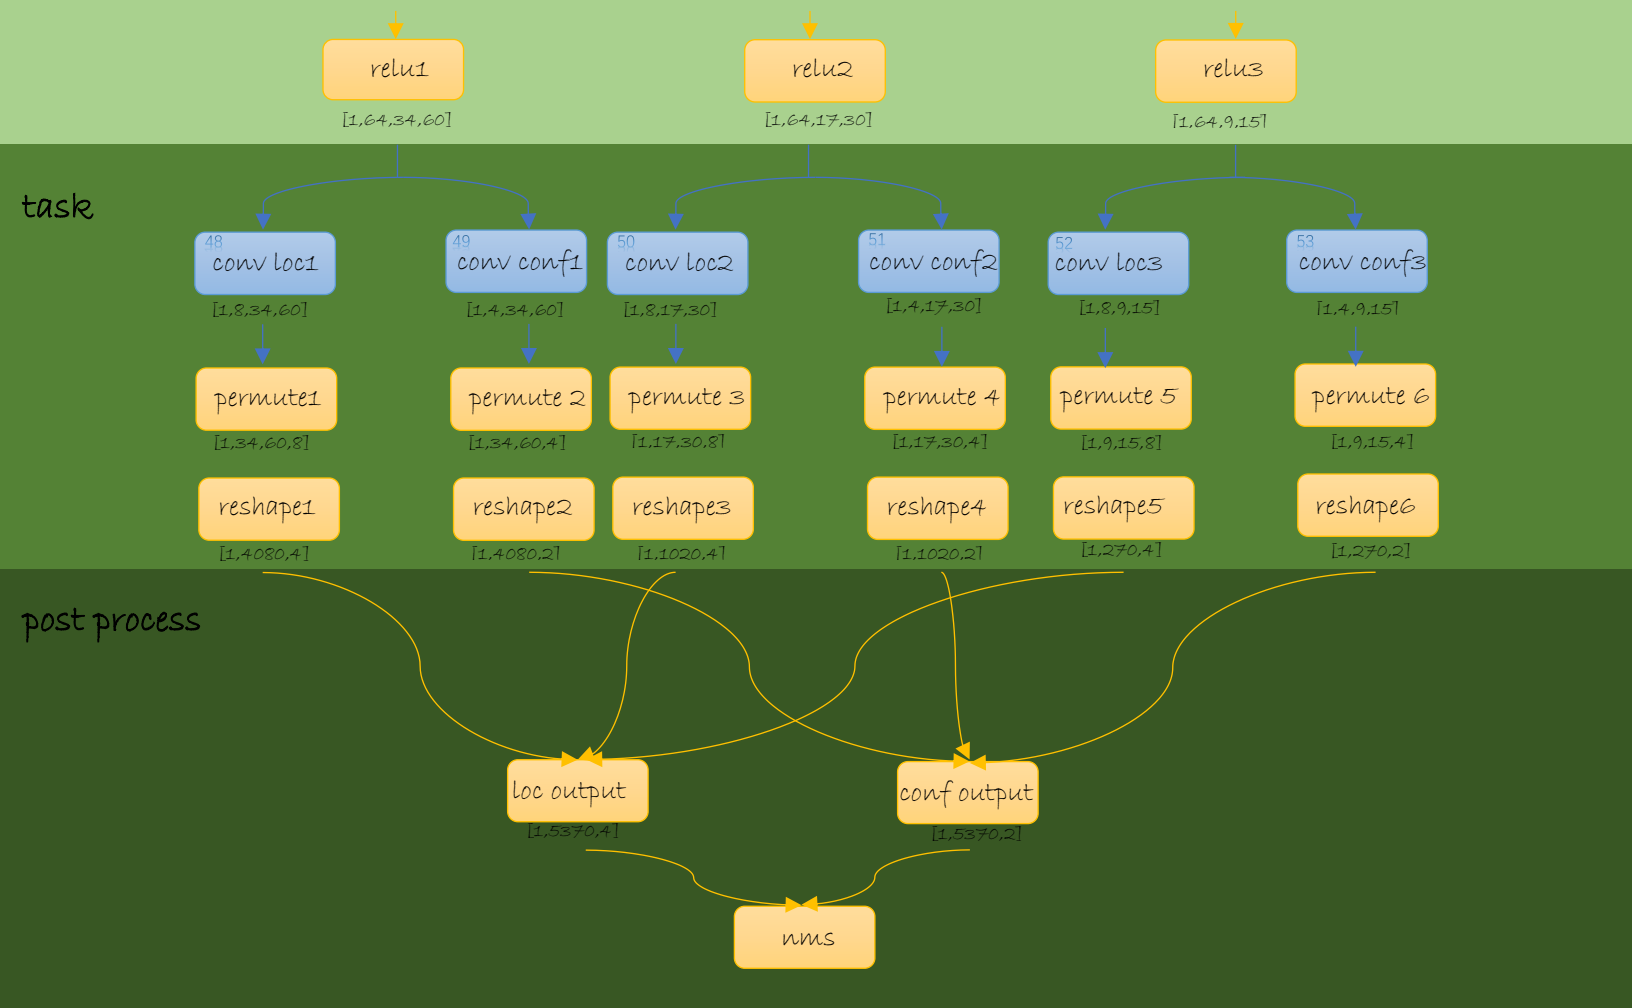 relu1
relu2
relu3
[1,64,34,60]
[1,64,17,30]
[1,64,9,15]
task
48
49
50
51
52
53
conv loc1
conv conf1
conv loc2
conv conf2
conv loc3
conv conf3
[1,8,34,60]
[1,4,34,60]
[1,8,17,30]
[1,4,17,30]
[1,8,9,15]
[1,4,9,15]
permute1
permute 2
permute 3
permute 4
permute 5
permute 6
[1,34,60,8]
[1,34,60,4]
[1,17,30,8]
[1,17,30,4]
[1,9,15,8]
[1,9,15,4]
reshape1
reshape2
reshape3
reshape4
reshape5
reshape6
[1,4080,4]
[1,4080,2]
[1,1020,4]
[1,1020,2]
[1,270,4]
[1,270,2]
post process
loc output
conf output
[1,5370,4]
[1,5370,2]
nms